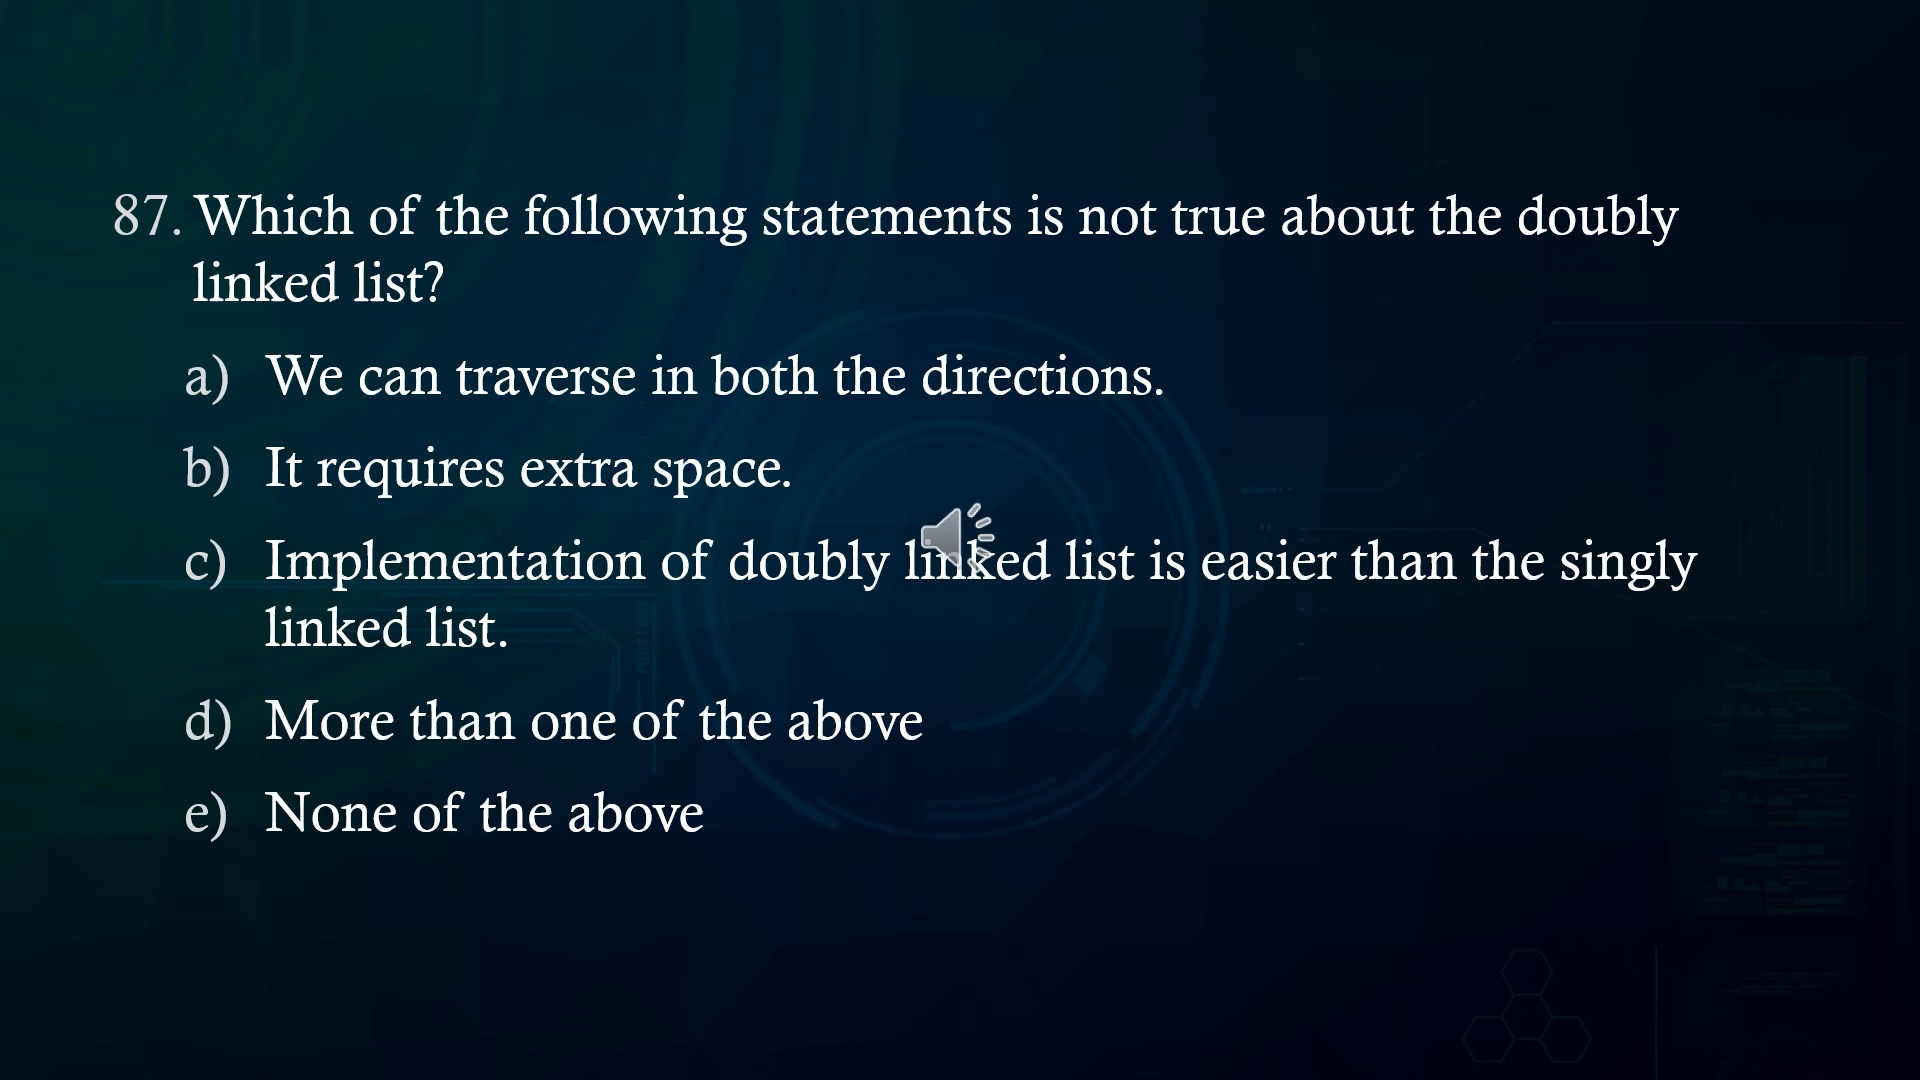 87. Which of the following statements is not true about the doubly
linked list?
a) We can traverse in both the directions.
b) It requires extra space.
c) Implementation of doubly linked list is easier than the singly
linked list.
d) More than one of the above
e) None of the above